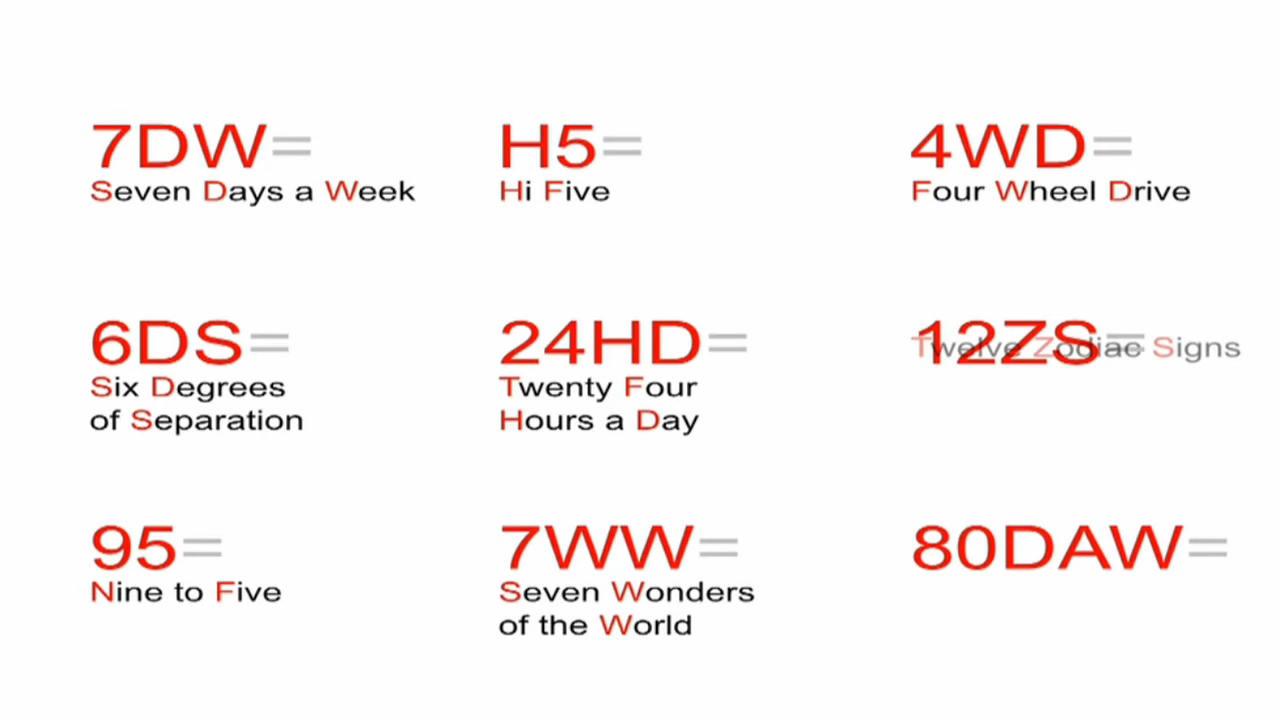 7DW=
Seven Days a Week
H5=
Hi Five
4WD=
Four Wheel Drive
6DS=
Six Degrees
of Separation
24HD=
Twenty Four
Hours a Day
12ZS=
Twelve Zodiac Signs
95=
Nine to Five
7WW=
Seven Wonders
of the World
80DAW=